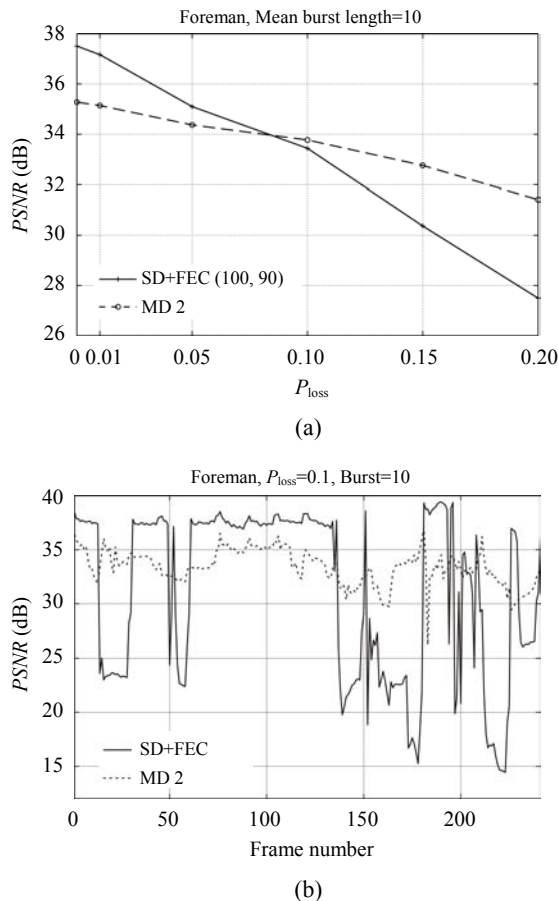 Foreman, Mean burst length=10
38
37
36
35
34
32
30
28
26
PSNR (dB)
SD+FEC (100, 90)
MD 2
0 0.01 0.05 0.10 0.15 0.20
Ploss
(a)
Foreman, Ploss=0.1, Burst=10
40
35
30
25
20
15
PSNR (dB)
SD+FEC
MD 2
0 50 100 150 200
Frame number
(b)